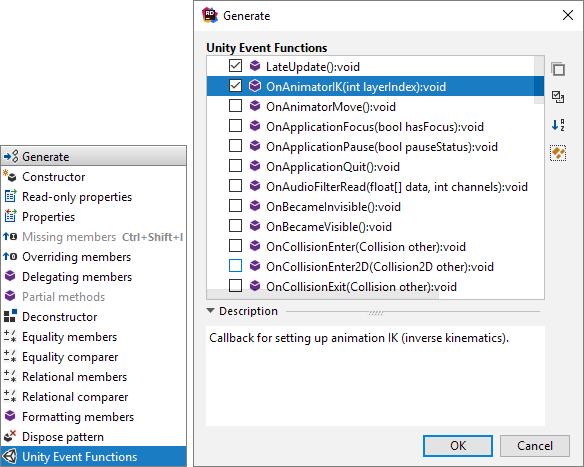 Generate
Constructor
Read-only properties
Properties
Missing members Ctrl+Shift+I
Overriding members
Delegating members
Partial methods
Deconstructor
Equality members
Equality comparer
Relational members
Relational comparer
Formatting members
Dispose pattern
Unity Event Functions
RD
Generate
Unity Event Functions
LateUpdate():void
OnAnimatorIK(int layerIndex):void
OnAnimatorMove():void
OnApplicationFocus(bool hasFocus):void
OnApplicationPause(bool pauseStatus):void
OnApplicationQuit():void
OnAudioFilterRead(float[] data, int channels):void
OnBecameInvisible():void
OnBecameVisible():void
OnCollisionEnter(Collision other):void
OnCollisionEnter2D(Collision2D other):void
OnCollisionExit(Collision other):void
Description
Callback for setting up animation IK (inverse kinematics).
OK
Cancel